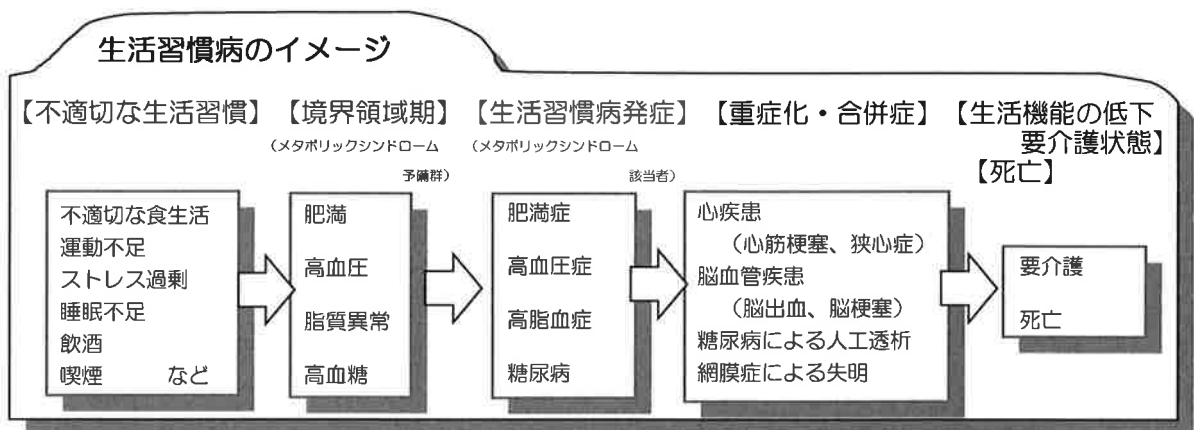 生活習慣病のイメージ
【不適切な生活習慣】
【境界領域期】
(メタボリックシンドローム
予備群)
【生活習慣病発症】
(メタボリックシンドローム
該当者)
【重症化・合併症】
【生活機能の低下
要介護状態】
【死亡】
不適切な食生活
運動不足
ストレス過剰
睡眠不足
飲酒
喫煙 など
肥満
高血圧
脂質異常
高血糖
肥満症
高血圧症
高脂血症
糖尿病
心疾患
(心筋梗塞、狭心症)
脳血管疾患
(脳出血、脳梗塞)
糖尿病による人工透析
網膜症による失明
要介護
死亡